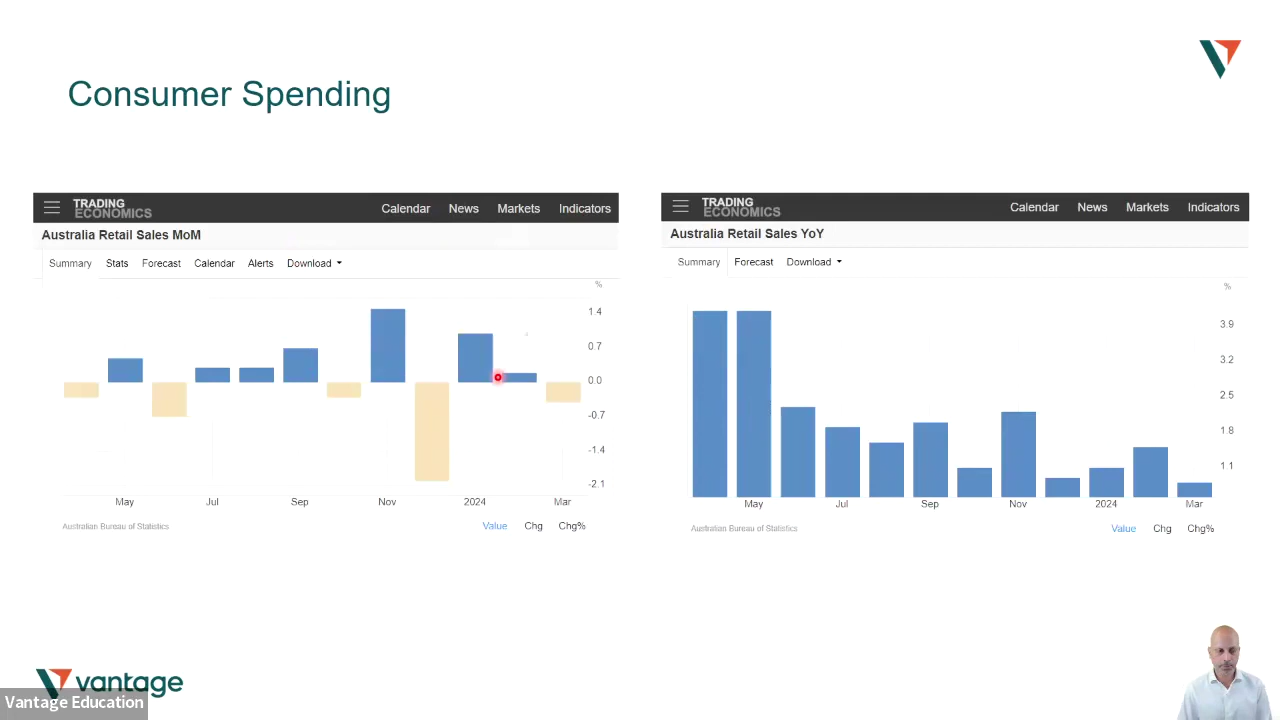 Consumer Spending
TRADING
ECONOMICS
Calendar News Markets Indicators
Australia Retail Sales MoM
Summary Stats Forecast Calendar Alerts Download
%
1.4
0.7
0.0
-0.7
-1.4
-2.1
May Jul Sep Nov 2024 Mar
Australian Bureau of Statistics
Value Chg Chg%
TRADING
ECONOMICS
Calendar News Markets Indicators
Australia Retail Sales YoY
Summary Forecast Download
%
3.9
3.2
2.5
1.8
1.1
May Jul Sep Nov 2024 Mar
Australian Bureau of Statistics
Value Chg Chg%
vantage
Vantage Education